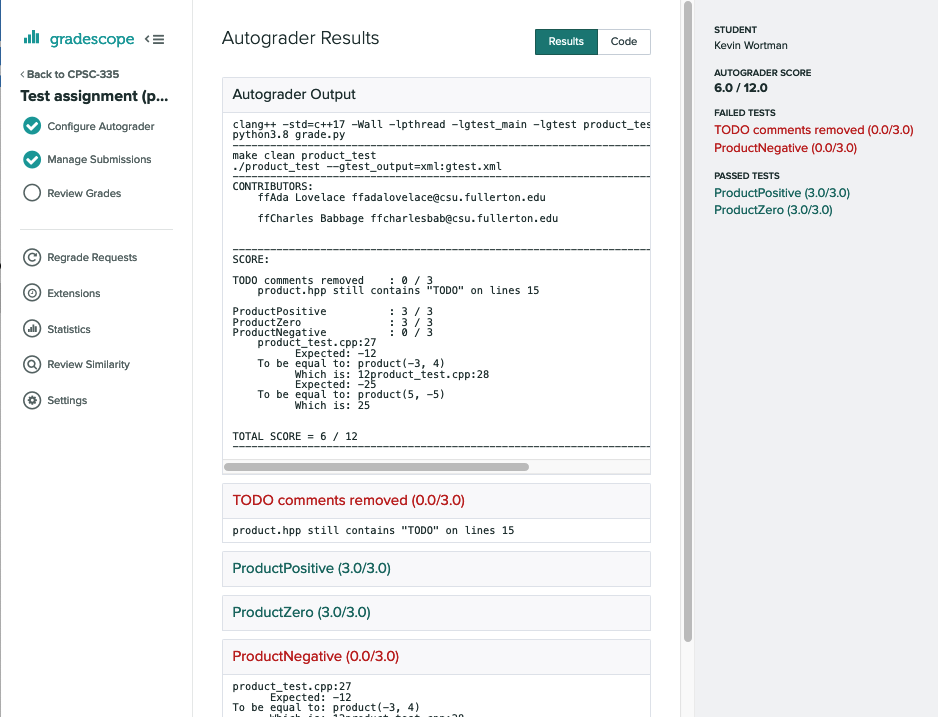 gradescope
Back to CPSC-335
Test assignment (p...
Configure Autograder
Manage Submissions
Review Grades
Regrade Requests
Extensions
Statistics
Review Similarity
Settings
Autograder Results
Results Code
Autograder Output
clang++ -std=c++17 -Wall -lpthread -lgtest_main -lgtest product_tes
python3.8 grade.py
--------------------------------------------------------------------
make clean product_test
./product_test --gtest_output=xml:gtest.xml
--------------------------------------------------------------------
CONTRIBUTORS:
ffAda Lovelace ffadalovelace@csu.fullerton.edu
ffCharles Babbage ffcharlesbab@csu.fullerton.edu
--------------------------------------------------------------------
SCORE:
TODO comments removed : 0 / 3
product.hpp still contains "TODO" on lines 15
ProductPositive : 3 / 3
ProductZero : 3 / 3
ProductNegative : 0 / 3
product_test.cpp:27
Expected: -12
To be equal to: product(-3, 4)
Which is: 12product_test.cpp:28
Expected: -25
To be equal to: product(5, -5)
Which is: 25
TOTAL SCORE = 6 / 12
--------------------------------------------------------------------
TODO comments removed (0.0/3.0)
product.hpp still contains "TODO" on lines 15
ProductPositive (3.0/3.0)
ProductZero (3.0/3.0)
ProductNegative (0.0/3.0)
product_test.cpp:27
Expected: -12
To be equal to: product(-3, 4)
Which is: 12product_test.cpp:28
STUDENT
Kevin Wortman
AUTOGRADER SCORE
6.0 / 12.0
FAILED TESTS
TODO comments removed (0.0/3.0)
ProductNegative (0.0/3.0)
PASSED TESTS
ProductPositive (3.0/3.0)
ProductZero (3.0/3.0)